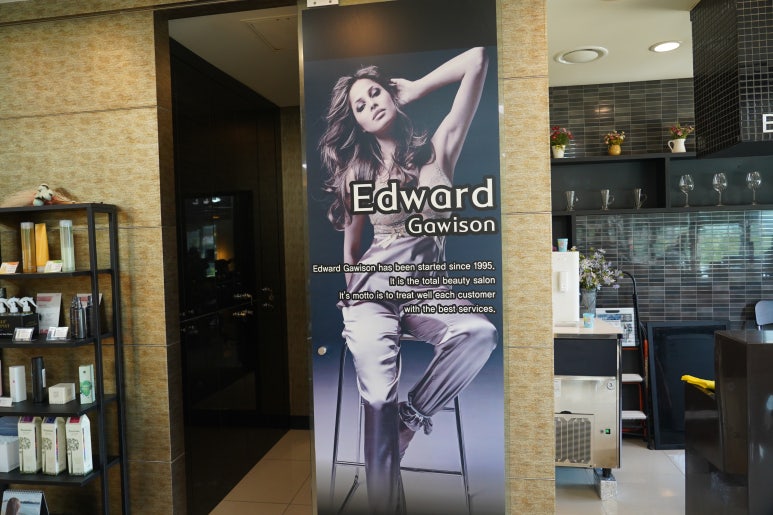 Edward
Gawison
Edward Gawison has been started since 1995.
It is the total beauty salon
It's motto is to treat well each customer
with the best services.
E